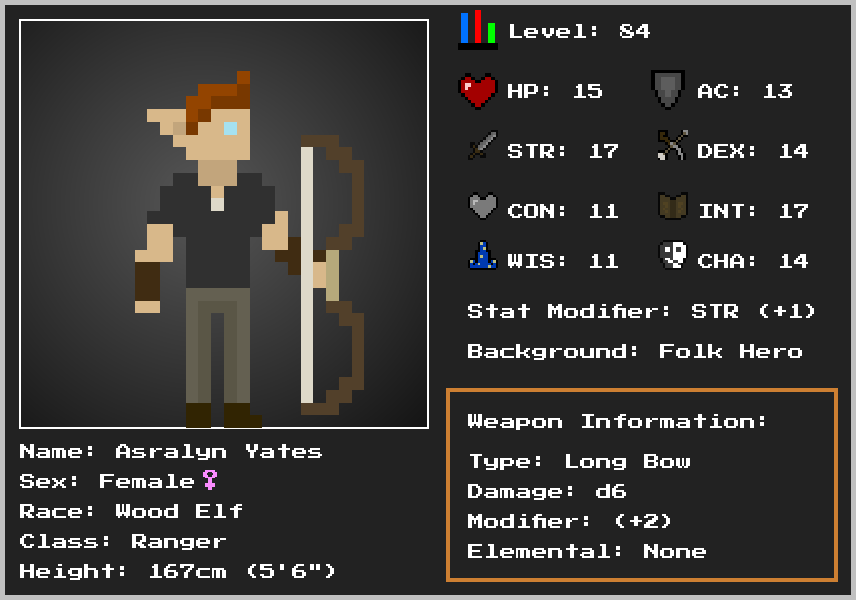 Level: 84
HP: 15
AC: 13
STR: 17
DEX: 14
CON: 11
INT: 17
WIS: 11
CHA: 14
Stat Modifier: STR (+1)
Background: Folk Hero
Weapon Information:
Type: Long Bow
Damage: d6
Modifier: (+2)
Elemental: None
Name: Asralyn Yates
Sex: Female♀
Race: Wood Elf
Class: Ranger
Height: 167cm (5'6")